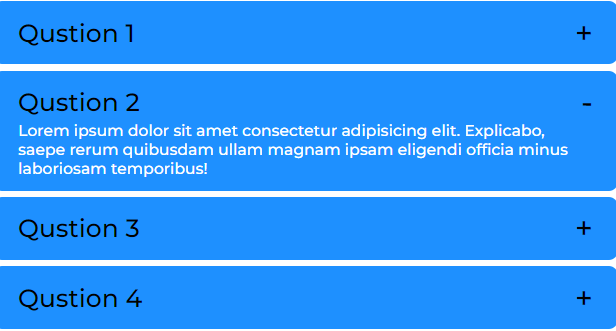 Qustion 1 +
Qustion 2 -
Lorem ipsum dolor sit amet consectetur adipisicing elit. Explicabo,
saepe rerum quibusdam ullam magnam ipsam eligendi officia minus
laboriosam temporibus!
Qustion 3 +
Qustion 4 +